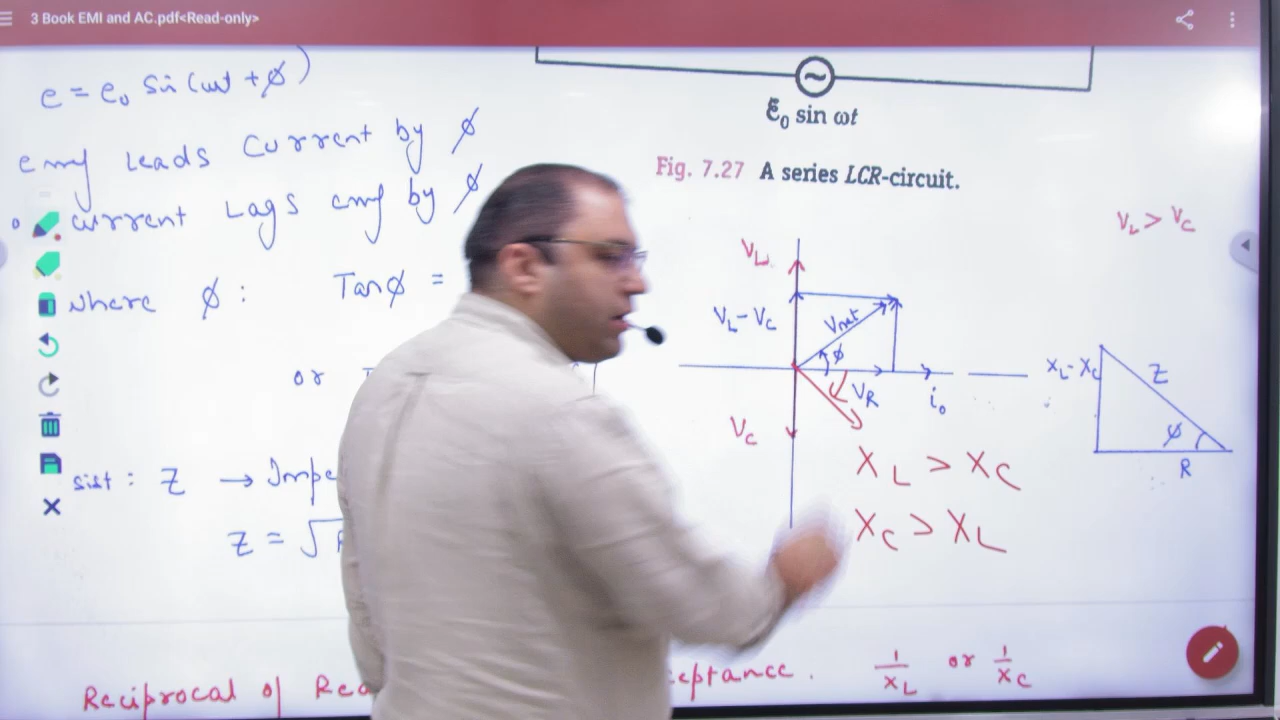 3 Book EMI and AC.pdf<Read-only>
e = e₀ sin (ωt + ϕ)
emf Leads Current by ϕ
current Lags emf by ϕ
where ϕ : Tanϕ =
or
sist : Z → Impe
Z = √
Reciprocal of Rea
ceptance. 1/X_L or 1/X_C
ℰ₀ sin ωt
Fig. 7.27 A series LCR-circuit.
V_L > V_C
V_L
V_L - V_C
V_net
ϕ
V_R
i₀
V_C
X_L > X_C
X_C > X_L
X_L - X_C
Z
ϕ
R